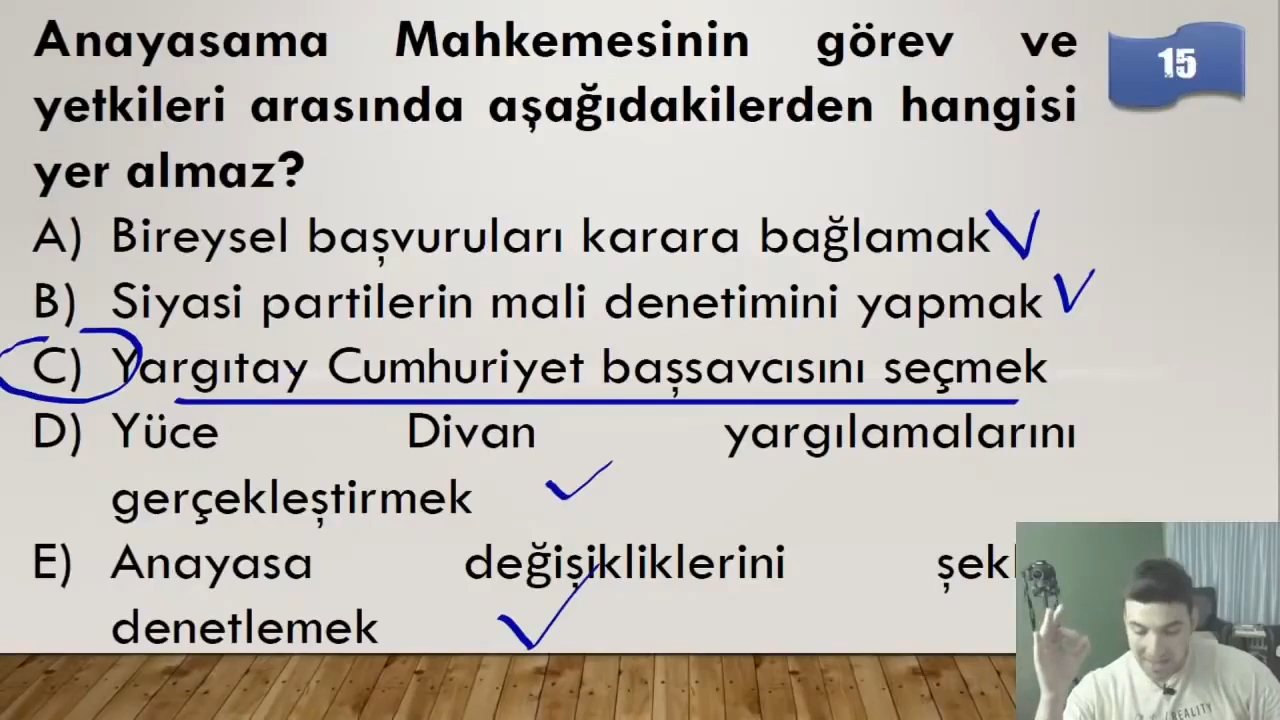 Anayasama Mahkemesinin görev ve
15
yetkileri arasında aşağıdakilerden hangisi
yer almaz?
A) Bireysel başvuruları karara bağlamak
B) Siyasi partilerin mali denetimini yapmak
C) Yargıtay Cumhuriyet başsavcısını seçmek
D) Yüce Divan yargılamalarını
gerçekleştirmek
E) Anayasa değişikliklerini
denetlemek
REALITY